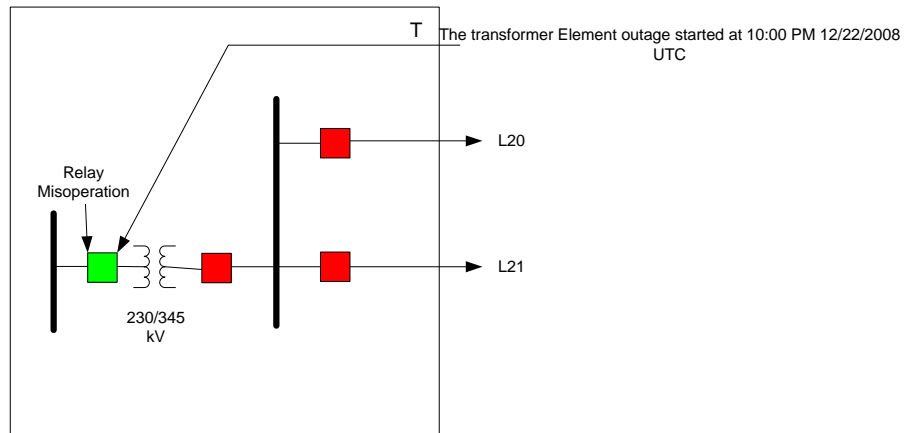 T
The transformer Element outage started at 10:00 PM 12/22/2008
UTC
L20
Relay
Misoperation
L21
230/345
kV